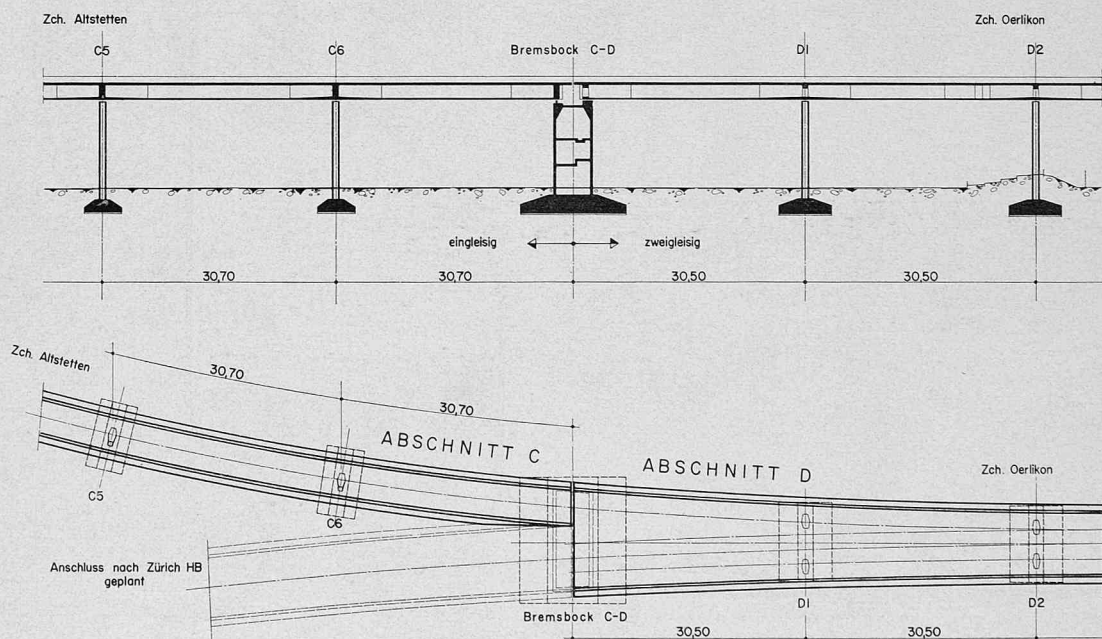 Zch. Altstetten
Zch. Oerlikon
C5
C6
Bremsbock C-D
D1
D2
eingleisig
zweigleisig
30,70
30,70
30,50
30,50
Zch. Altstetten
30,70
30,70
ABSCHNITT C
ABSCHNITT D
Zch. Oerlikon
C5
C6
Anschluss nach Zürich HB
geplant
Bremsbock C-D
D1
D2
30,50
30,50